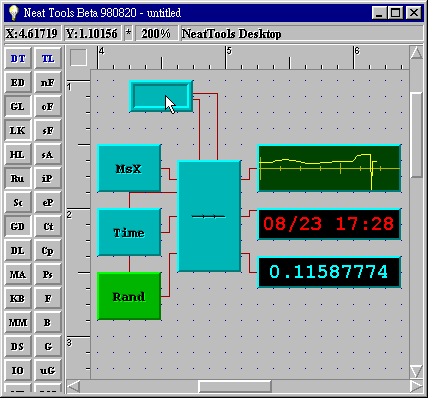 Neat Tools Beta 980820 - untitled
X:4.61719 Y:1.10156 * 200% NeatTools Desktop
DT TL 4 5 6
ED nF 1
GL oF
LK sF
HL sA MsX
Ru iP
Sc eP 2 08/23 17:28
GD Ct Time
DL Cp 0.11587774
MA Ps
KB F Rand
MM B
DS G 3
IO uG